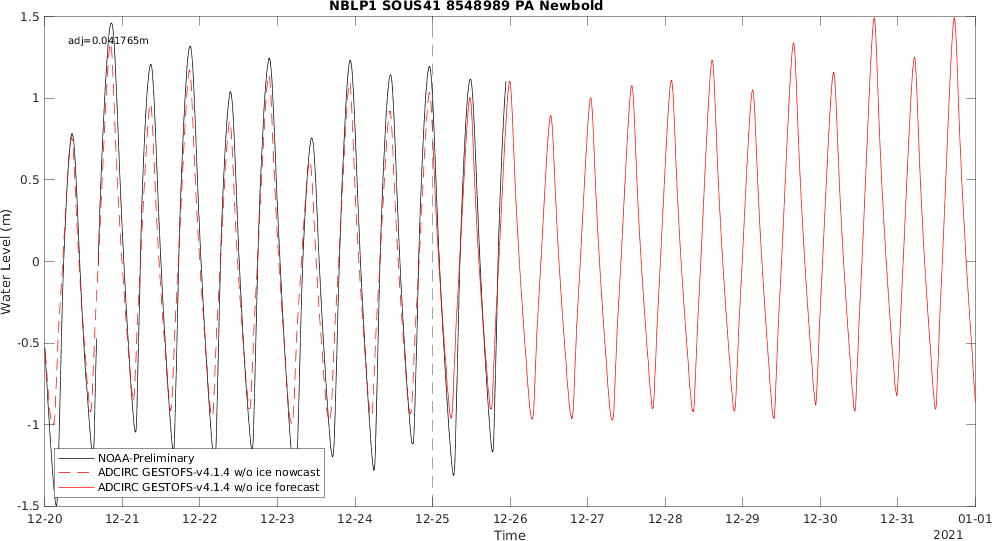 NBLP1 SOUS41 8548989 PA Newbold
adj=0.041765m
1.5
1
0.5
0
-0.5
-1
-1.5
Water Level (m)
NOAA-Preliminary
ADCIRC GESTOFS-v4.1.4 w/o ice nowcast
ADCIRC GESTOFS-v4.1.4 w/o ice forecast
12-20 12-21 12-22 12-23 12-24 12-25 12-26 12-27 12-28 12-29 12-30 12-31 01-01
Time
2021